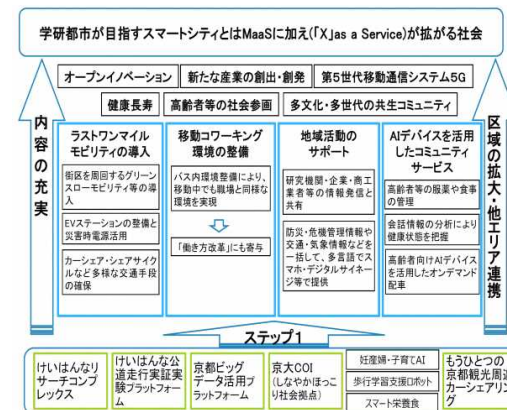 学研都市が目指すスマートシティとはMaaSに加え(「X」as a Service)が拡がる社会
オープンイノベーション
新たな産業の創出・創発
第5世代移動通信システム5G
健康長寿
高齢者等の社会参画
多文化・多世代の共生コミュニティ
内容の充実
区域の拡大・他エリア連携
ラストワンマイル
モビリティの導入
街区を周回するグリーン
スローモビリティ等の導
入
EVステーションの整備と
災害時電源活用
カーシェア・シェアサイク
ルなど多様な交通手段
の確保
移動コワーキング
環境の整備
バス内環境整備により、
移動中でも職場と同様な
環境を実現
「働き方改革」にも寄与
地域活動の
サポート
研究機関・企業・商工
業者等の情報発信と
共有
防災・危機管理情報や
交通・気象情報などを
一括して、多言語でス
マホ・デジタルサイネー
ジ等で提供
AIデバイスを活用
したコミュニティ
サービス
高齢者等の服薬や食事
の管理
会話情報の分析により
健康状態を把握
高齢者向けAIデバイス
を活用したオンデマンド
配車
ステップ1
けいはんなリ
サーチコンプ
レックス
けいはんな公
道走行実証実
験プラットフォー
ム
京都ビッグ
データ活用プ
ラットフォーム
京大COI
(しなやかほっこ
り社会拠点)
妊産婦・子育てAI
歩行学習支援ロボット
スマート栄養食
もうひとつの
京都観光周遊
カーシェアリン
グ